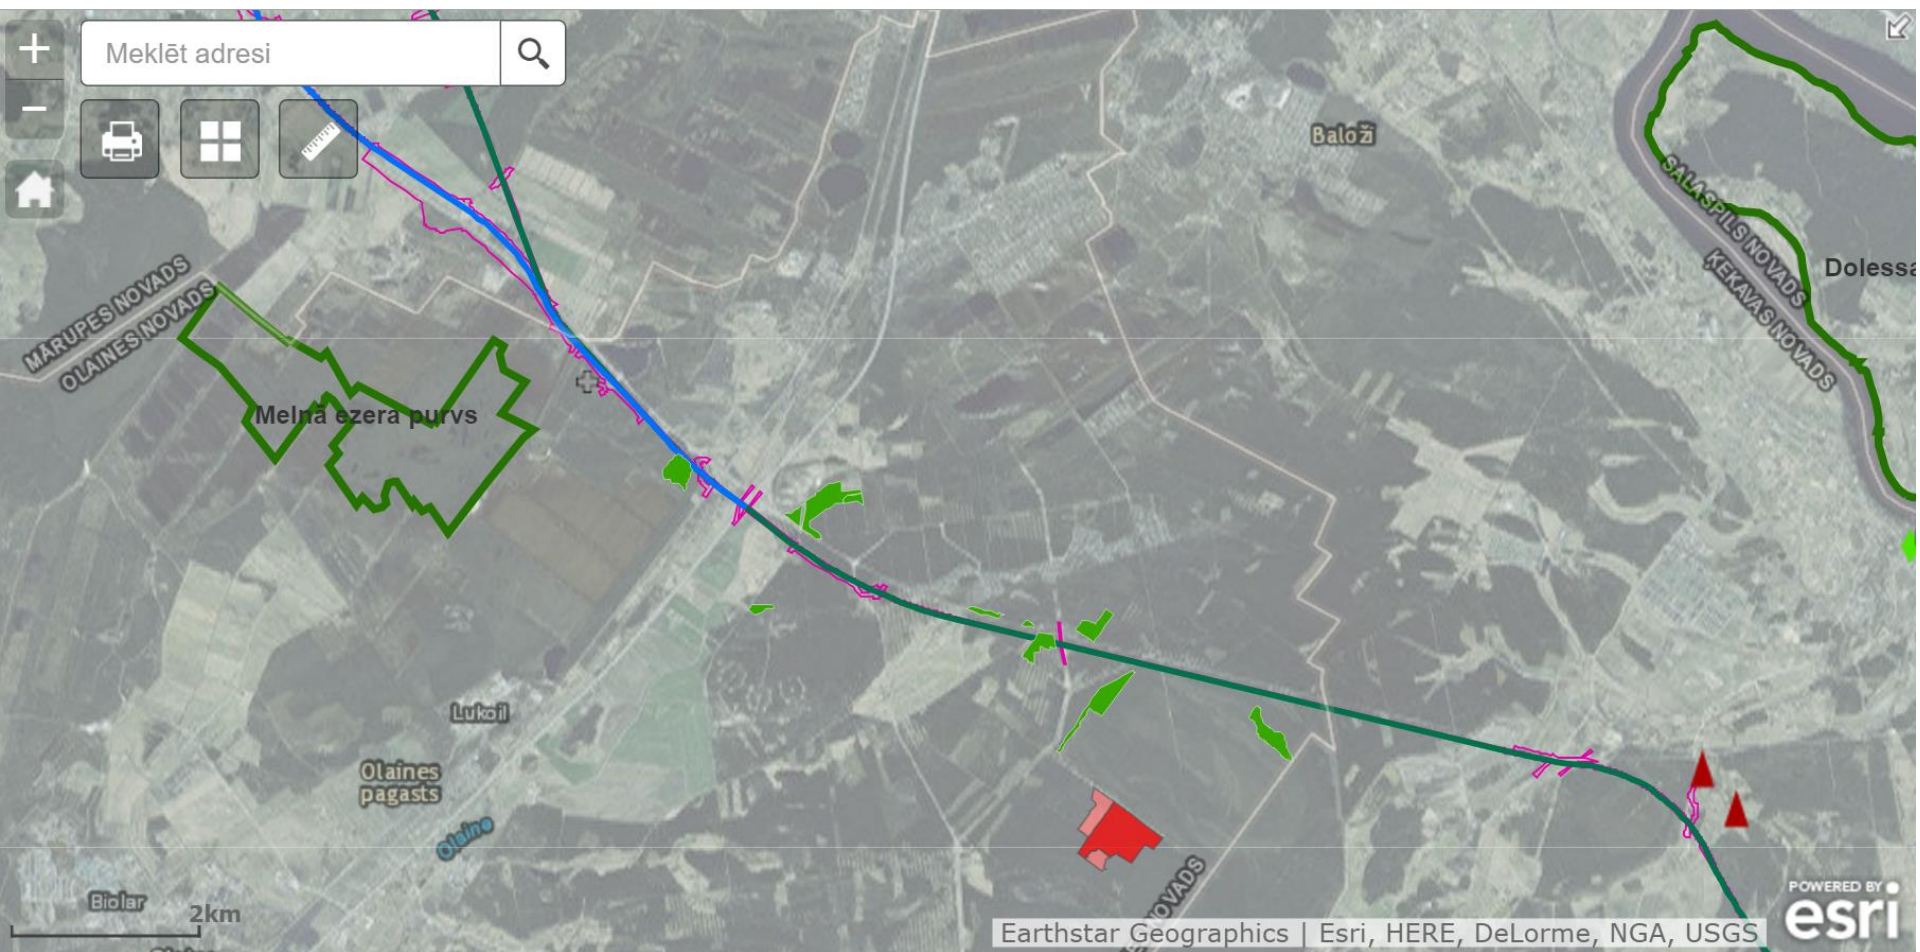 +
Meklēt adresi
−
Baloži
SALASPILS NOVADS
ĶEKAVAS NOVADS
MĀRUPES NOVADS
OLAINES NOVADS
Melnā ezera purvs
Lukoil
Olaines
pagasts
Olaine
Biolar
2km
NOVADS
POWERED BY
esri
Earthstar Geographics | Esri, HERE, DeLorme, NGA, USGS